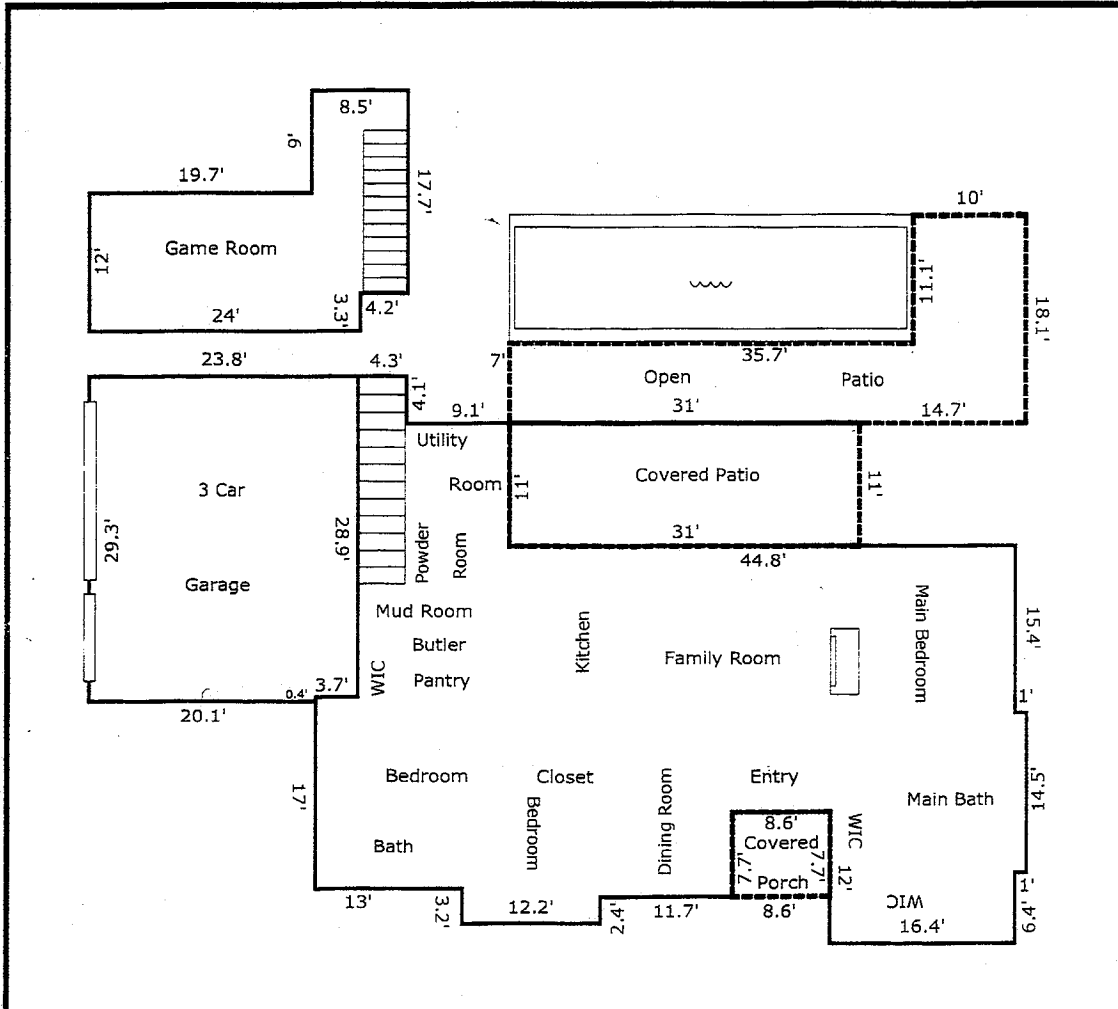 8.5'
9'
19.7'
17.7'
10'
Game Room
12'
11.1'
18.1'
3.3'
4.2'
24'
23.8'
4.3'
7'
35.7'
4.1'
Open Patio
9.1'
31'
14.7'
Utility
Room
11'
Covered Patio
11'
3 Car
29.3'
28.9'
31'
44.8'
Powder
Room
Garage
Mud Room
Butler
Pantry
WIC
Kitchen
Family Room
Main Bedroom
15.4'
0.4'
3.7'
1'
20.1'
Bedroom
Closet
Entry
17'
Bedroom
Dining Room
Main Bath
14.5'
8.6'
WIC
Bath
Covered
7.7'
7.7'
12'
Porch
1'
13'
3.2'
12.2'
2.4'
11.7'
8.6'
WIC
16.4'
6.4'